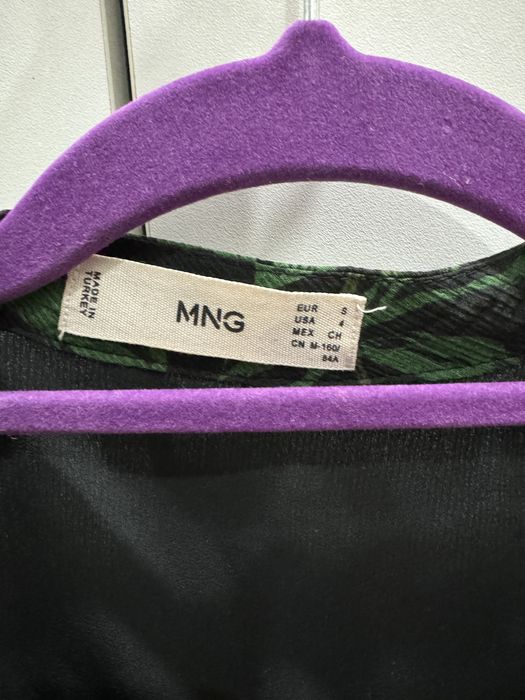 MADE IN
TURKEY
MNG
EUR S
USA 4
MEX CH
CN M-160/
84A